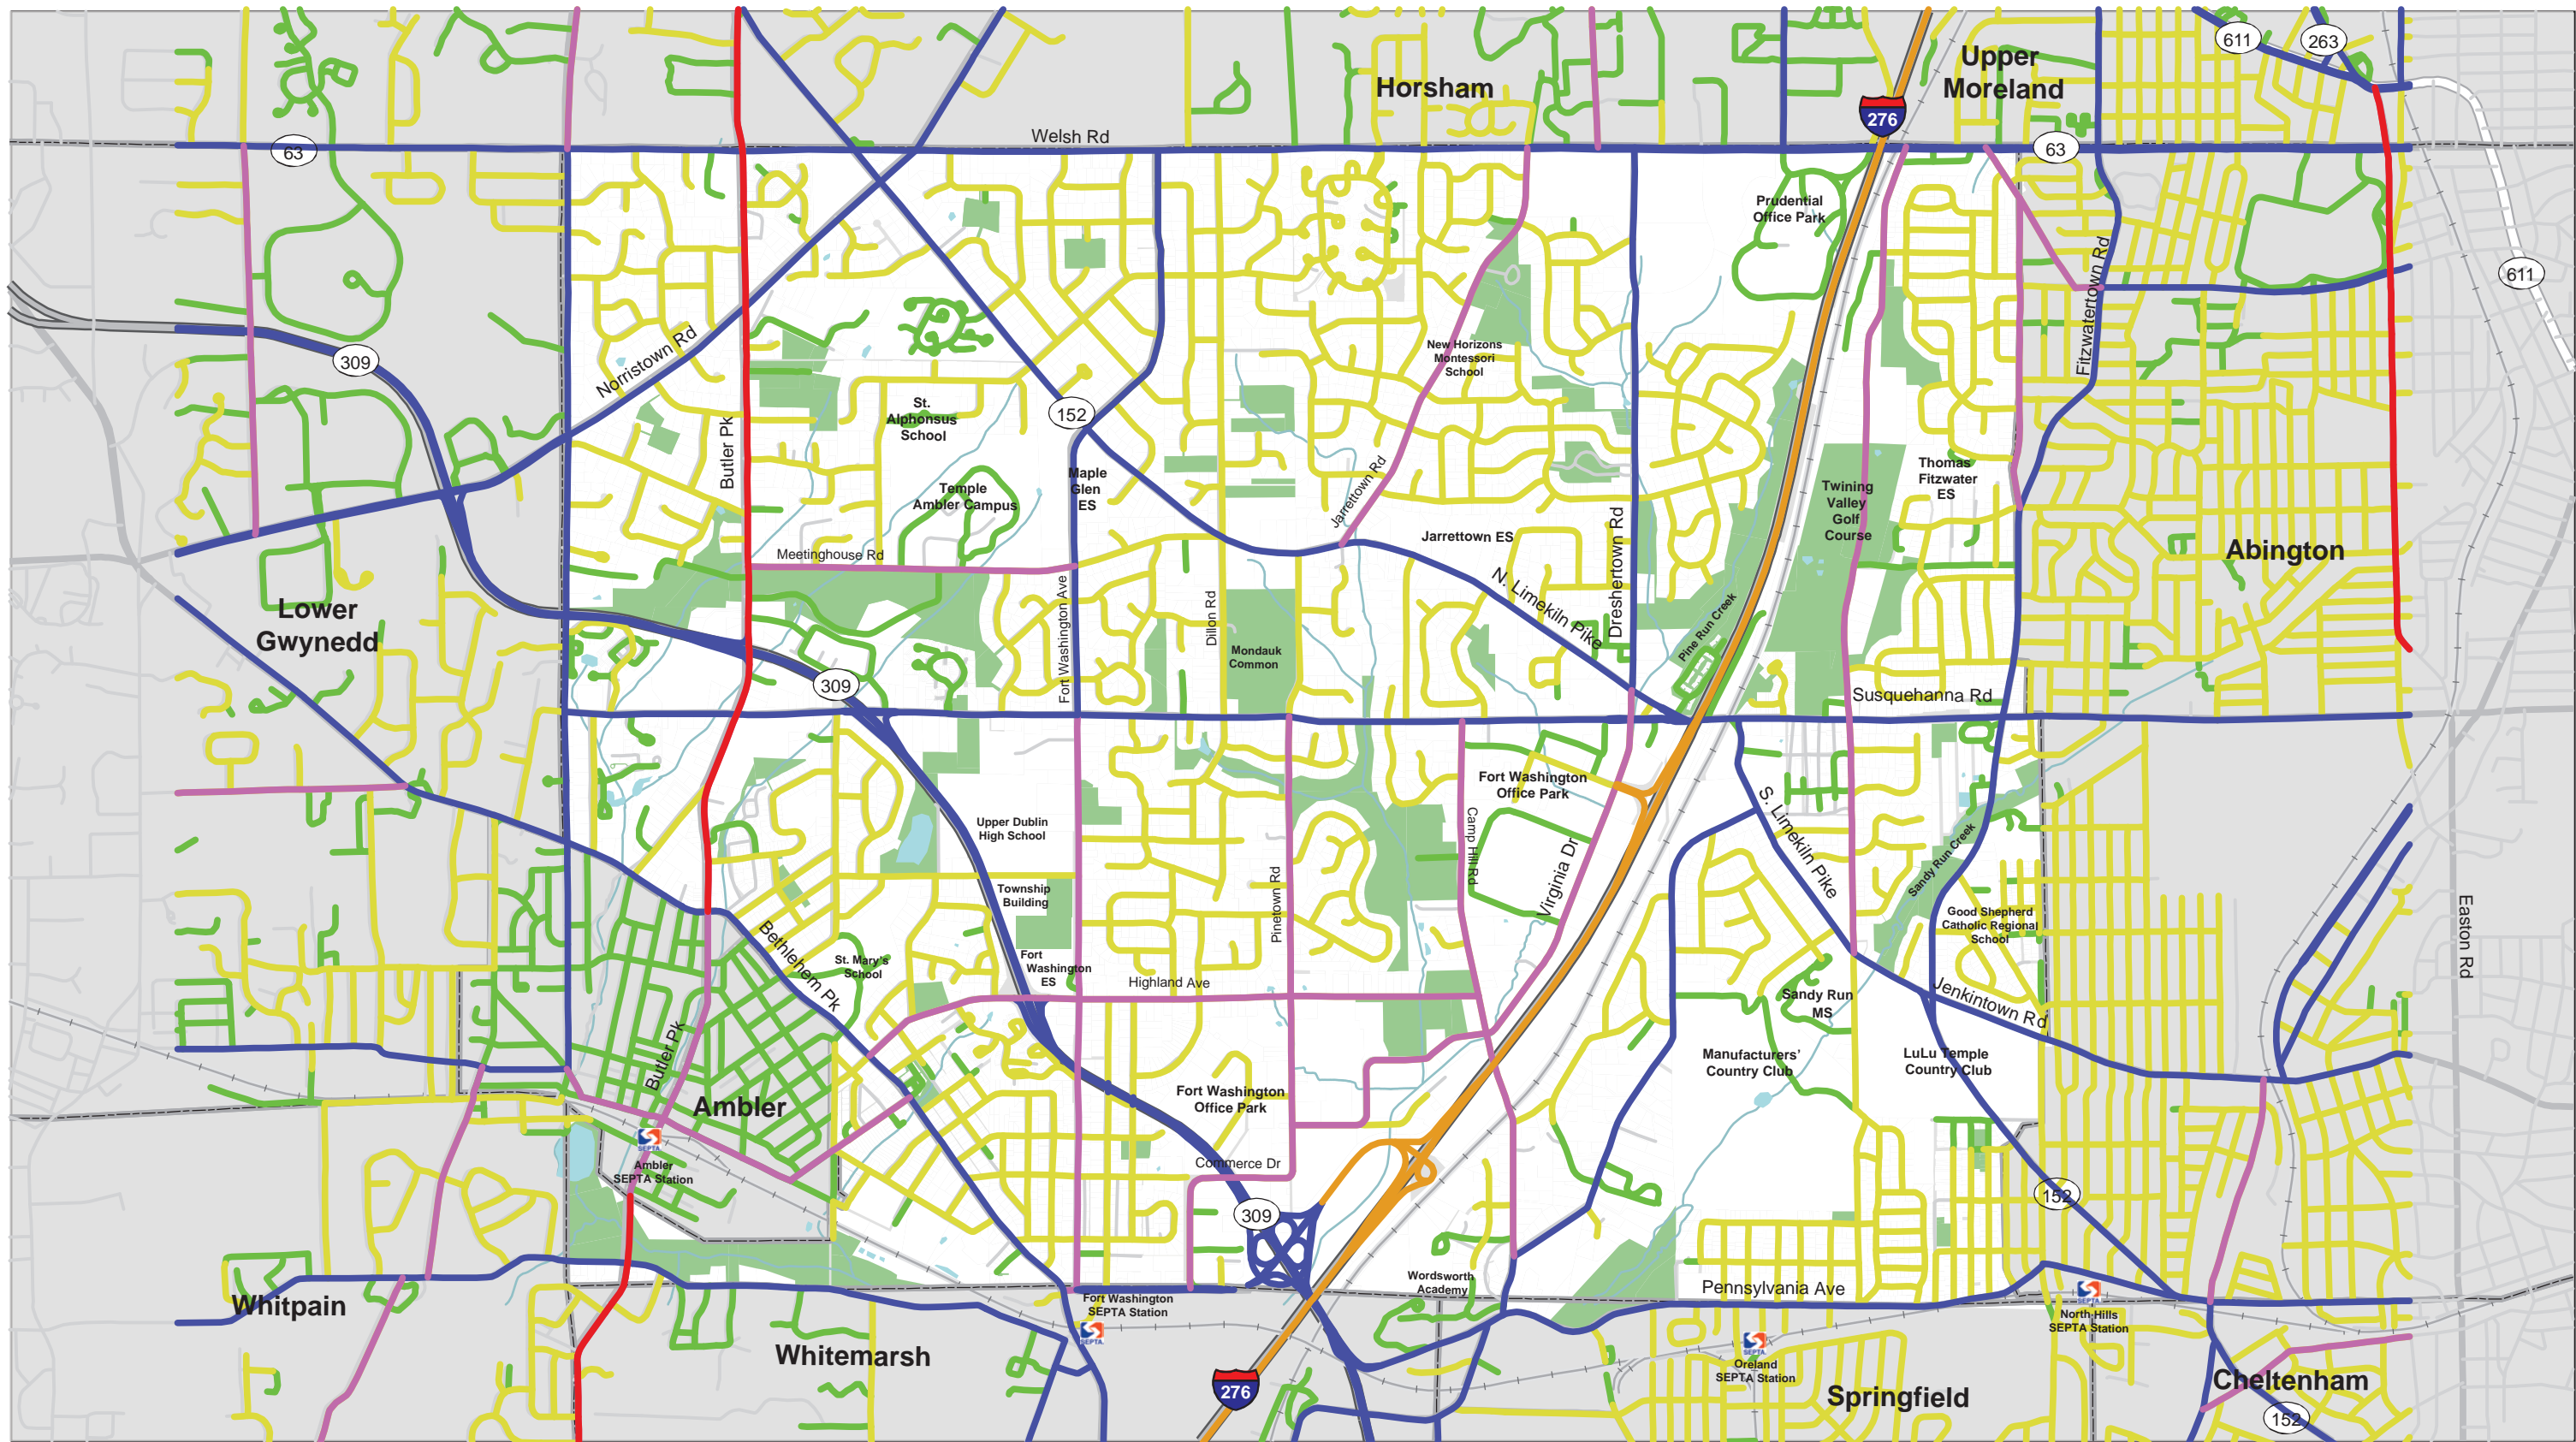 611
263
Upper
Moreland
Horsham
276
Welsh Rd
63
63
Prudential
Office Park
Fitzwatertown Rd
611
309
Norristown Rd
New Horizons
Montessori
School
St.
Alphonsus
School
152
Butler Pk
Maple
Glen
ES
Temple
Ambler Campus
Jarrettown Rd
Thomas
Fitzwater
ES
Twining
Valley
Golf
Course
Jarrettown ES
Dreshertown Rd
Meetinghouse Rd
Abington
Lower
Gwynedd
Fort Washington Ave
Dillon Rd
N. Limekiln Pike
Pine Run Creek
Mondauk
Common
309
Susquehanna Rd
Fort Washington
Office Park
Upper Dublin
High School
Camp Hill Rd
Virginia Dr
S. Limekiln Pike
Sandy Run Creek
Township
Building
Pinetown Rd
Good Shepherd
Catholic Regional
School
Easton Rd
Bethlehem Pk
St. Mary's
School
Fort
Washington
ES
Highland Ave
Sandy Run
MS
Jenkintown Rd
Butler Pk
Manufacturers'
Country Club
LuLu Temple
Country Club
Ambler
Fort Washington
Office Park
SEPTA
Ambler
SEPTA Station
Commerce Dr
152
309
Wordsworth
Academy
Pennsylvania Ave
Whitpain
Fort Washington
SEPTA Station
SEPTA
SEPTA
North Hills
SEPTA Station
SEPTA
Oreland
SEPTA Station
Whitemarsh
276
Springfield
Cheltenham
152